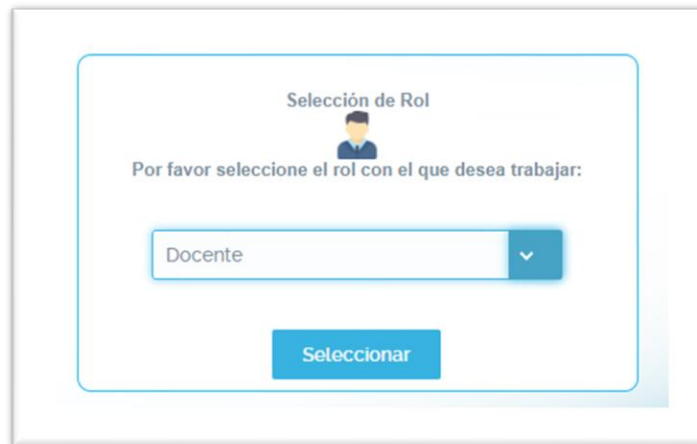 Selección de Rol
Por favor seleccione el rol con el que desea trabajar:
Docente
Seleccionar